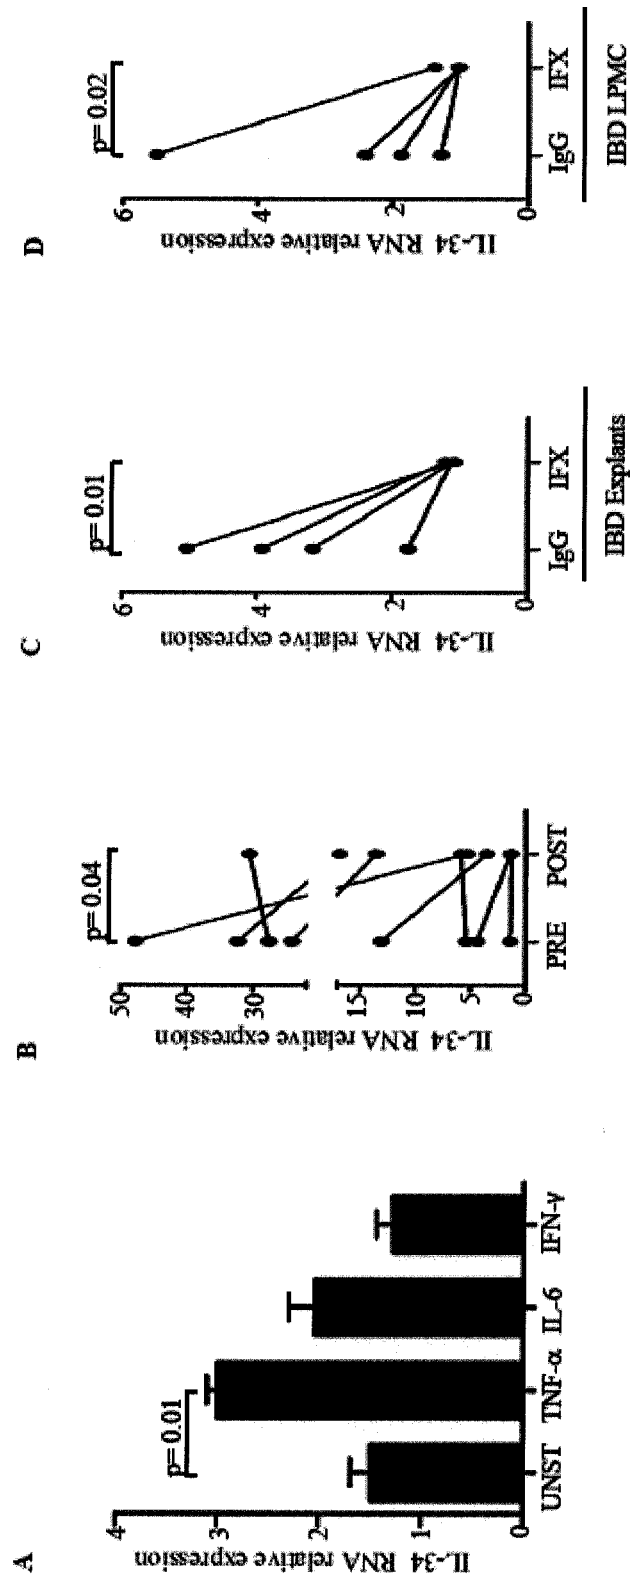 A
IL-34 RNA relative expression
4
3
2
1
0
p= 0.01
UNST TNF-α IL-6 IFN-γ
B
IL-34 RNA relative expression
50
40
30
15
10
5
0
p= 0.04
PRE POST
C
IL-34 RNA relative expression
6
4
2
0
p= 0.01
IgG IFX
IBD Explants
D
IL-34 RNA relative expression
6
4
2
0
p= 0.02
IgG IFX
IBD LPMC